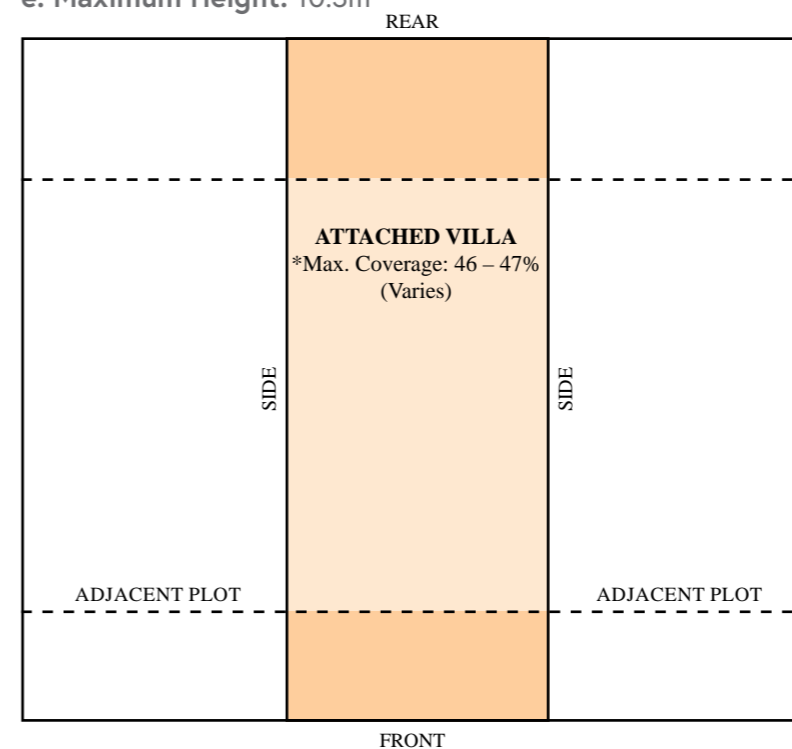 e. Maximum Height: 10.5m
REAR
ATTACHED VILLA
*Max. Coverage: 46 – 47%
(Varies)
SIDE
SIDE
ADJACENT PLOT
ADJACENT PLOT
FRONT